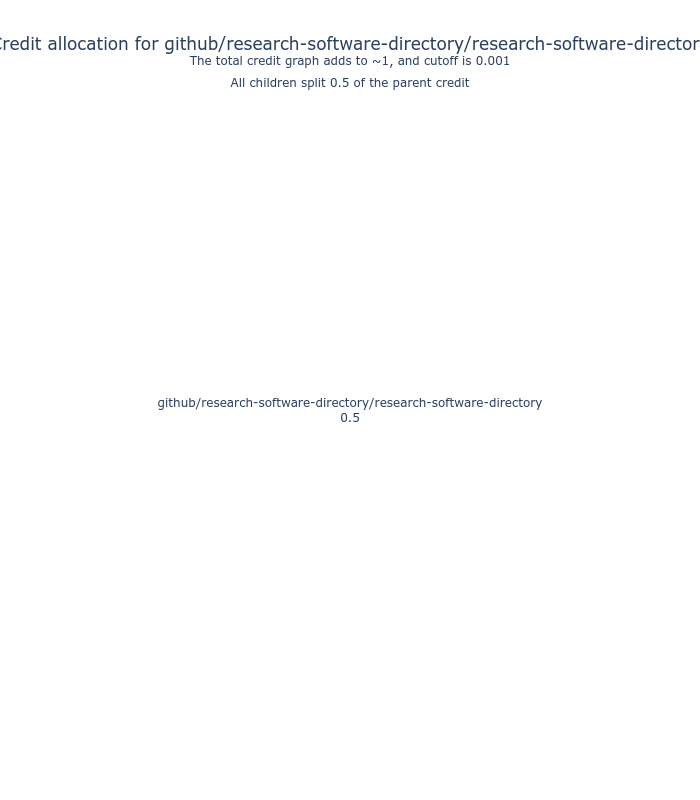 Credit allocation for github/research-software-directory/research-software-director
The total credit graph adds to ~1, and cutoff is 0.001
All children split 0.5 of the parent credit
github/research-software-directory/research-software-directory
0.5